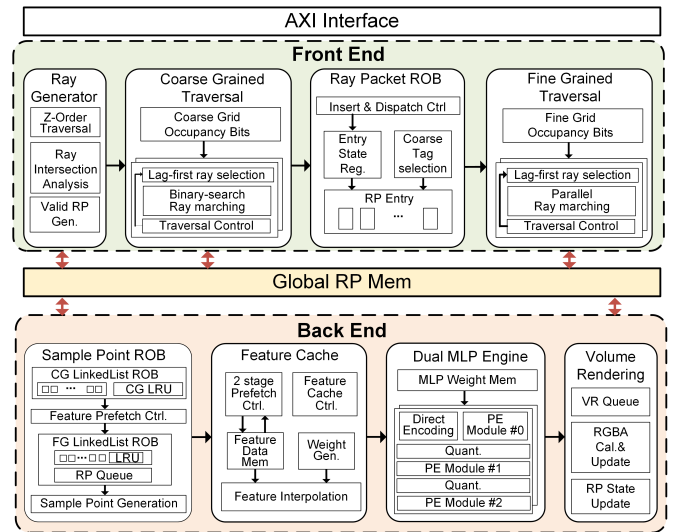 AXI Interface
Front End
Ray
Generator
Z-Order
Traversal
Ray
Intersection
Analysis
Valid RP
Gen.
Coarse Grained
Traversal
Coarse Grid
Occupancy Bits
Lag-first ray selection
Binary-search
Ray marching
Traversal Control
Ray Packet ROB
Insert & Dispatch Ctrl
Entry
State
Reg.
Coarse
Tag
selection
RP Entry
...
Fine Grained
Traversal
Fine Grid
Occupancy Bits
Lag-first ray selection
Parallel
Ray marching
Traversal Control
Global RP Mem
Back End
Sample Point ROB
CG LinkedList ROB
... CG LRU
Feature Prefetch Ctrl.
FG LinkedList ROB
... LRU
RP Queue
Sample Point Generation
Feature Cache
2 stage
Prefetch
Ctrl.
Feature
Cache
Ctrl.
Feature
Data
Mem
Weight
Gen.
Feature Interpolation
Dual MLP Engine
MLP Weight Mem
Direct
Encoding
PE
Module #0
Quant.
PE Module #1
Quant.
PE Module #2
Volume
Rendering
VR Queue
RGBA
Cal.&
Update
RP State
Update